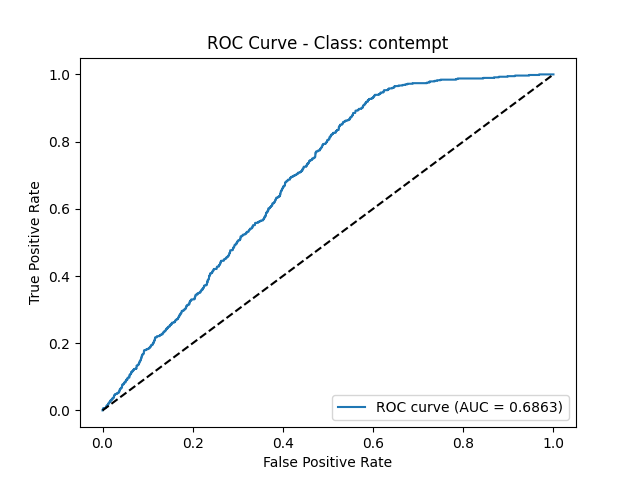 ROC Curve - Class: contempt
True Positive Rate
1.0
0.8
0.6
0.4
0.2
0.0
ROC curve (AUC = 0.6863)
0.0 0.2 0.4 0.6 0.8 1.0
False Positive Rate